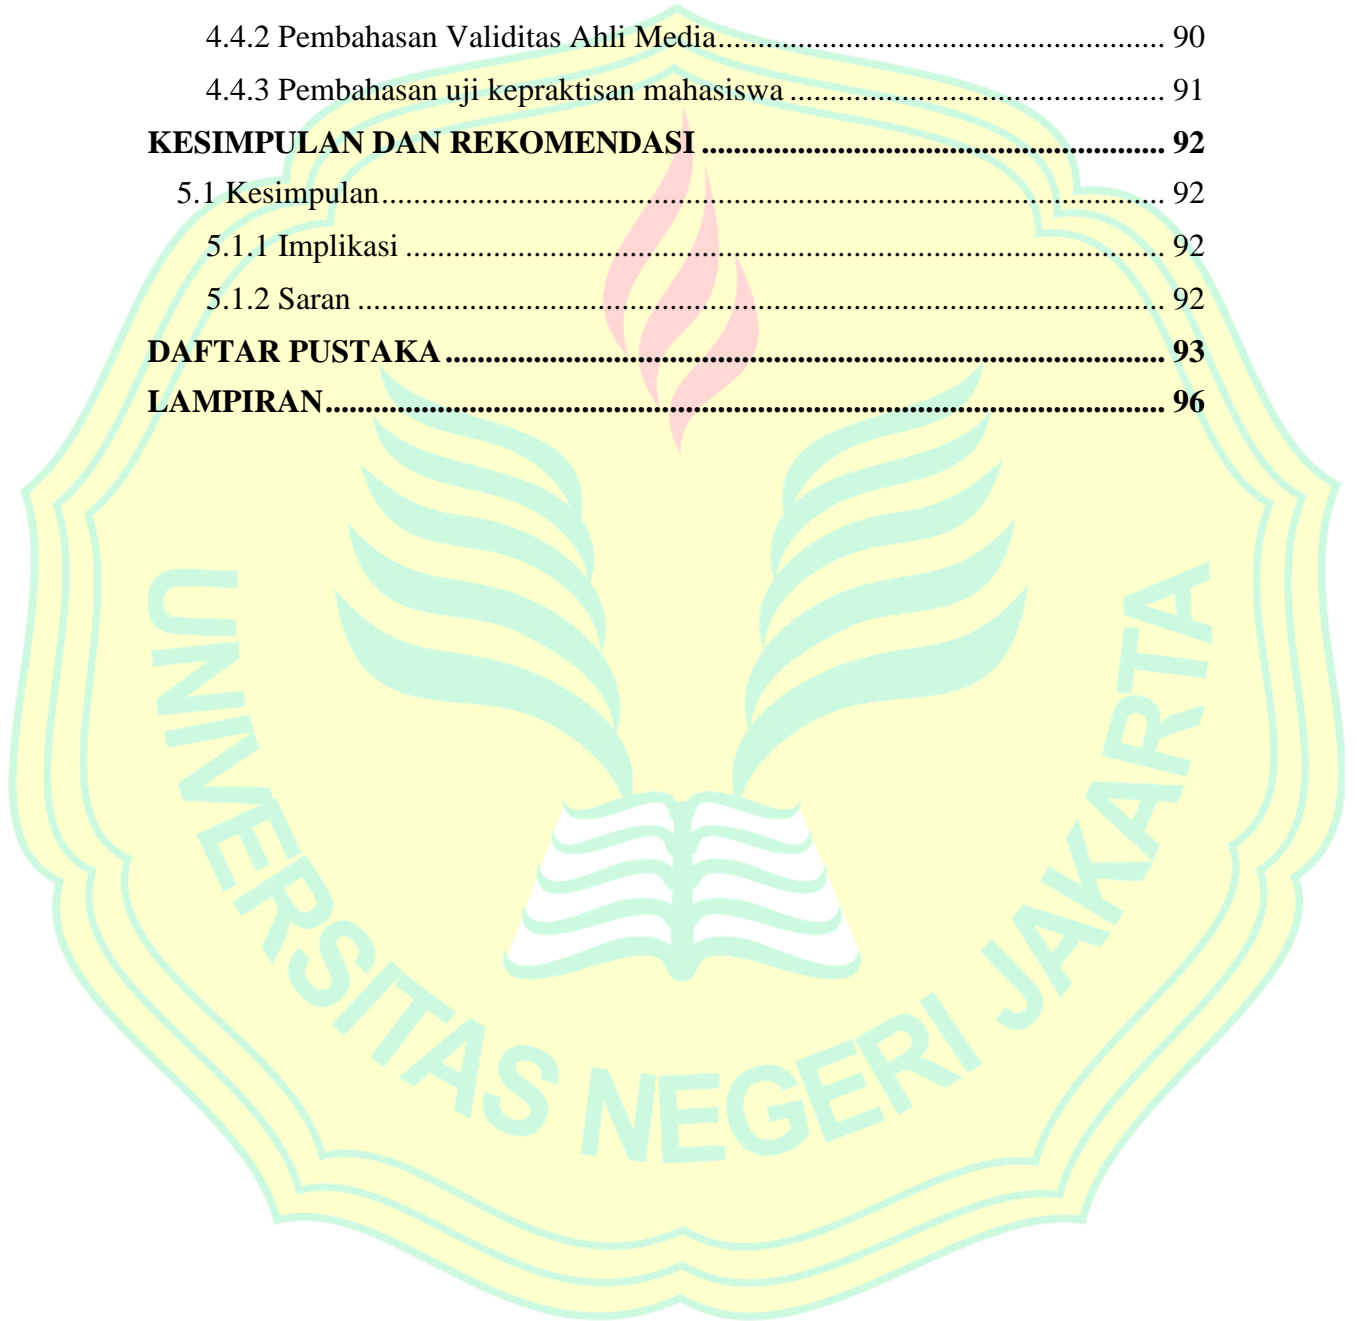 4.4.2 Pembahasan Validitas Ahli Media........................................................ 90
4.4.3 Pembahasan uji kepraktisan mahasiswa ............................................... 91
KESIMPULAN DAN REKOMENDASI .......................................................... 92
5.1 Kesimpulan.................................................................................................. 92
5.1.1 Implikasi ............................................................................................... 92
5.1.2 Saran ..................................................................................................... 92
DAFTAR PUSTAKA.......................................................................................... 93
LAMPIRAN......................................................................................................... 96
UNIVERSITAS NEGERI JAKARTA